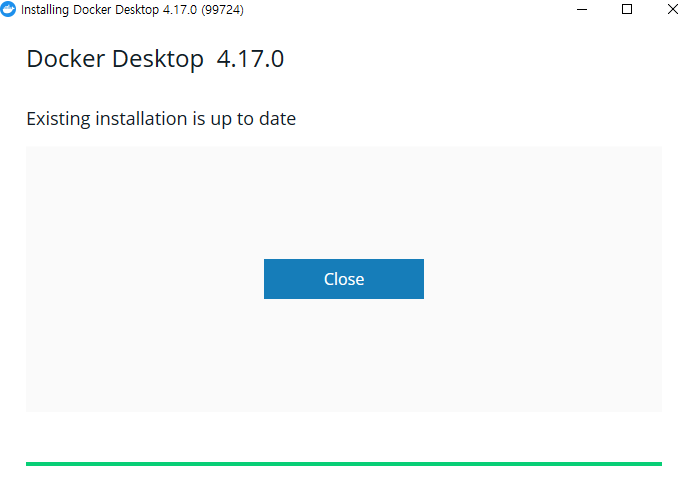 Installing Docker Desktop 4.17.0 (99724)
Docker Desktop 4.17.0
Existing installation is up to date
Close